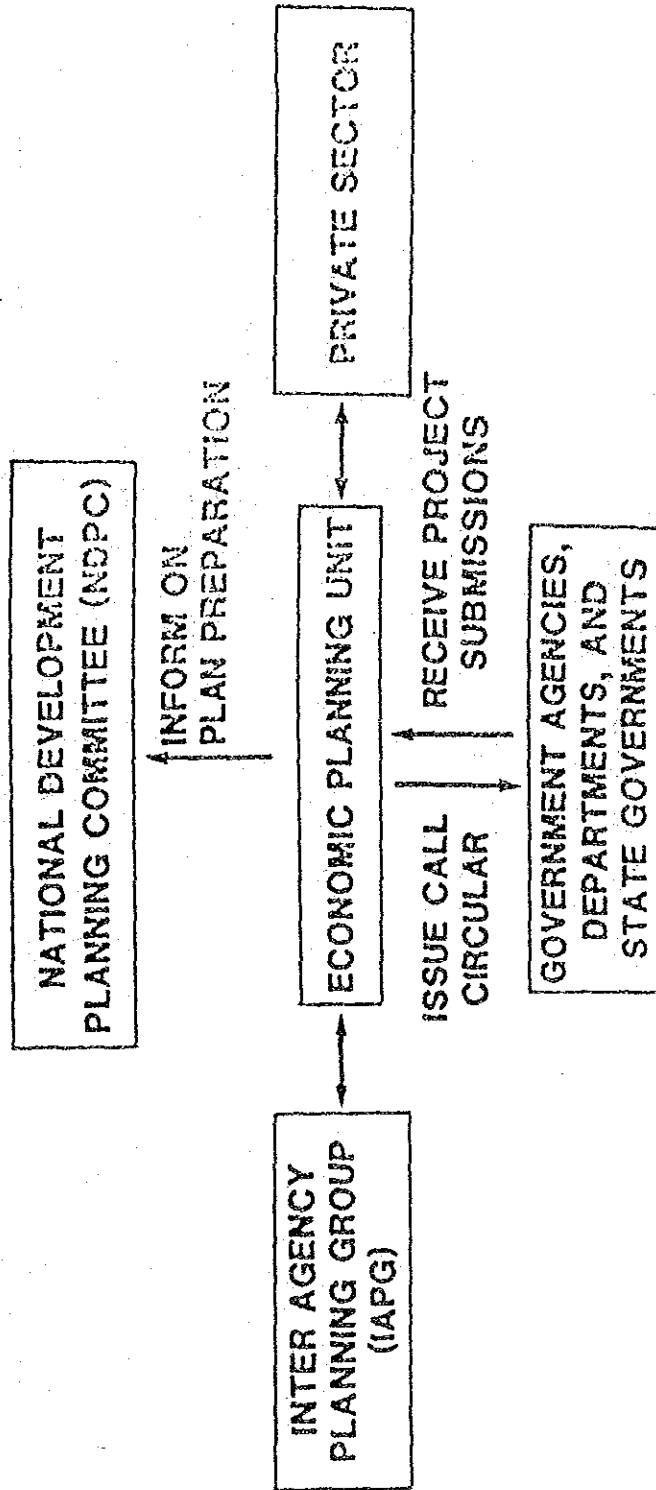 NATIONAL DEVELOPMENT
PLANNING COMMITTEE (NDPC)
INFORM ON
PLAN PREPARATION
INTER AGENCY
PLANNING GROUP
(IAPG)
ECONOMIC PLANNING UNIT
PRIVATE SECTOR
ISSUE CALL
CIRCULAR
RECEIVE PROJECT
SUBMISSIONS
GOVERNMENT AGENCIES,
DEPARTMENTS, AND
STATE GOVERNMENTS